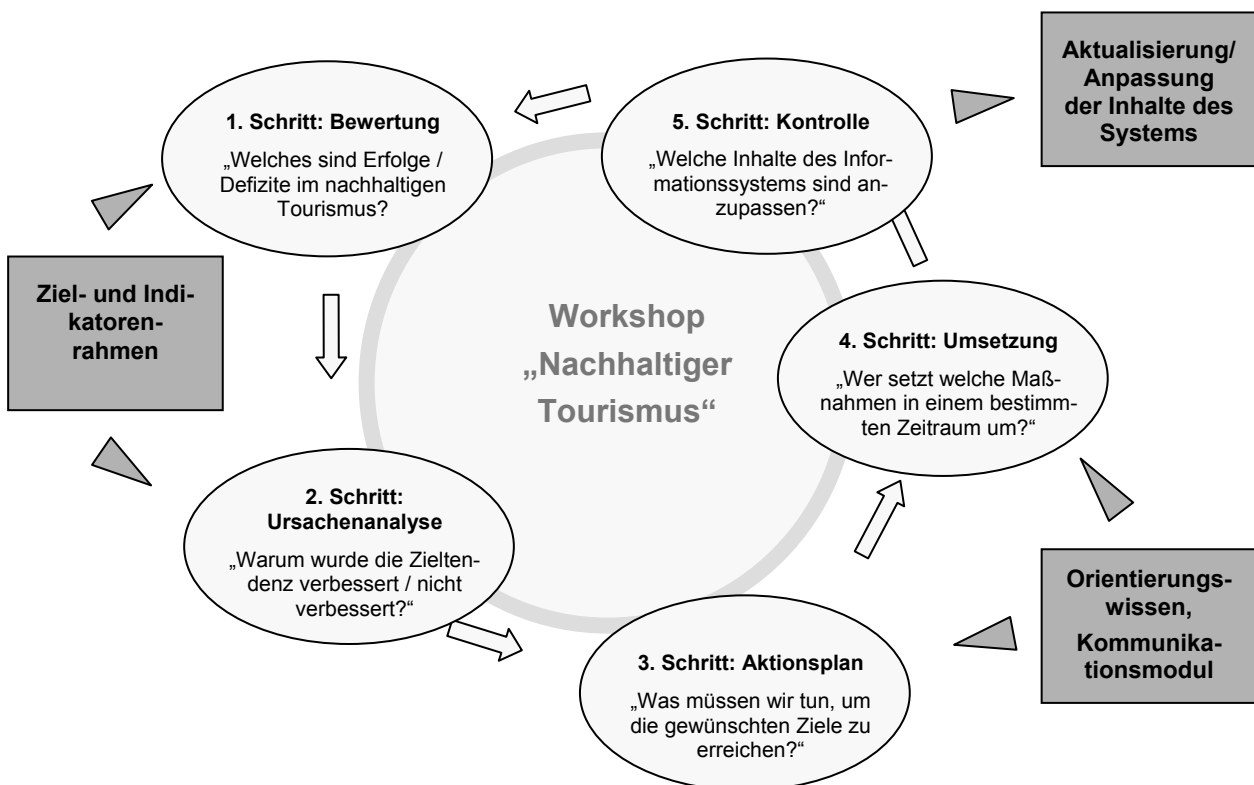 Aktualisierung/
Anpassung
der Inhalte des
Systems
1. Schritt: Bewertung
„Welches sind Erfolge /
Defizite im nachhaltigen
Tourismus?
5. Schritt: Kontrolle
„Welche Inhalte des Infor-
mationssystems sind an-
zupassen?“
Ziel- und Indi-
katoren-
rahmen
Workshop
„Nachhaltiger
Tourismus“
4. Schritt: Umsetzung
„Wer setzt welche Maß-
nahmen in einem bestimm-
ten Zeitraum um?“
2. Schritt:
Ursachenanalyse
„Warum wurde die Zielten-
denz verbessert / nicht
verbessert?“
Orientierungs-
wissen,
Kommunika-
tionsmodul
3. Schritt: Aktionsplan
„Was müssen wir tun, um
die gewünschten Ziele zu
erreichen?“